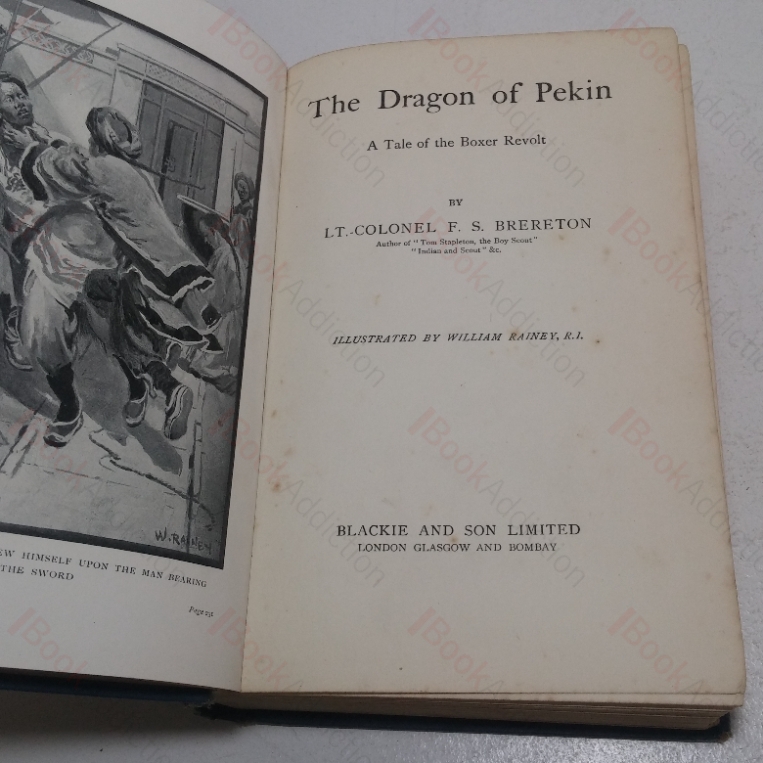 The Dragon of Pekin
A Tale of the Boxer Revolt
BY
LT.-COLONEL F. S. BRERETON
Author of "Tom Stapleton, the Boy Scout"
"Indian and Scout" &c.
ILLUSTRATED BY WILLIAM RAINEY, R.I.
BLACKIE AND SON LIMITED
LONDON GLASGOW AND BOMBAY
W. RAINEY
HIMSELF UPON THE MAN BEARING
THE SWORD
Page
IBookAddiction